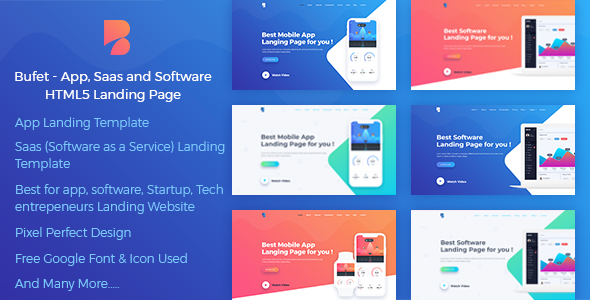 Bufet - App, Saas and Software
HTML5 Landing Page
App Landing Template
Saas (Software as a Service) Landing
Template
Best for app, software, Startup, Tech
entrepeneurs Landing Website
Pixel Perfect Design
Free Google Font & Icon Used
And Many More.....
Best Mobile App
Langing Page for you !
Watch Video
Best Software
Landing Page for you !
Best Mobile App
Landing Page for you !
Watch Video
Best Software
Landing Page for you !
Best Mobile App
Landing Page for you !
Watch Video
Best Software
Landing Page for you !